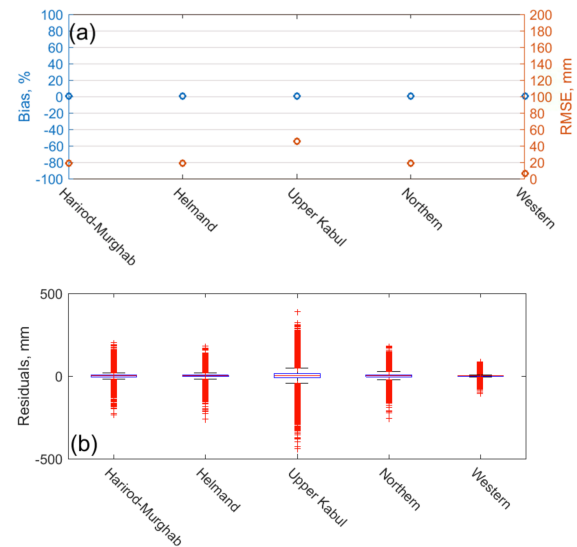 (a)
Bias, %
100
80
60
40
20
0
-20
-40
-60
-80
-100
RMSE, mm
200
180
160
140
120
100
80
60
40
20
0
Harirod-Murghab
Helmand
Upper Kabul
Northern
Western
(b)
Residuals, mm
500
0
-500
Harirod-Murghab
Helmand
Upper Kabul
Northern
Western